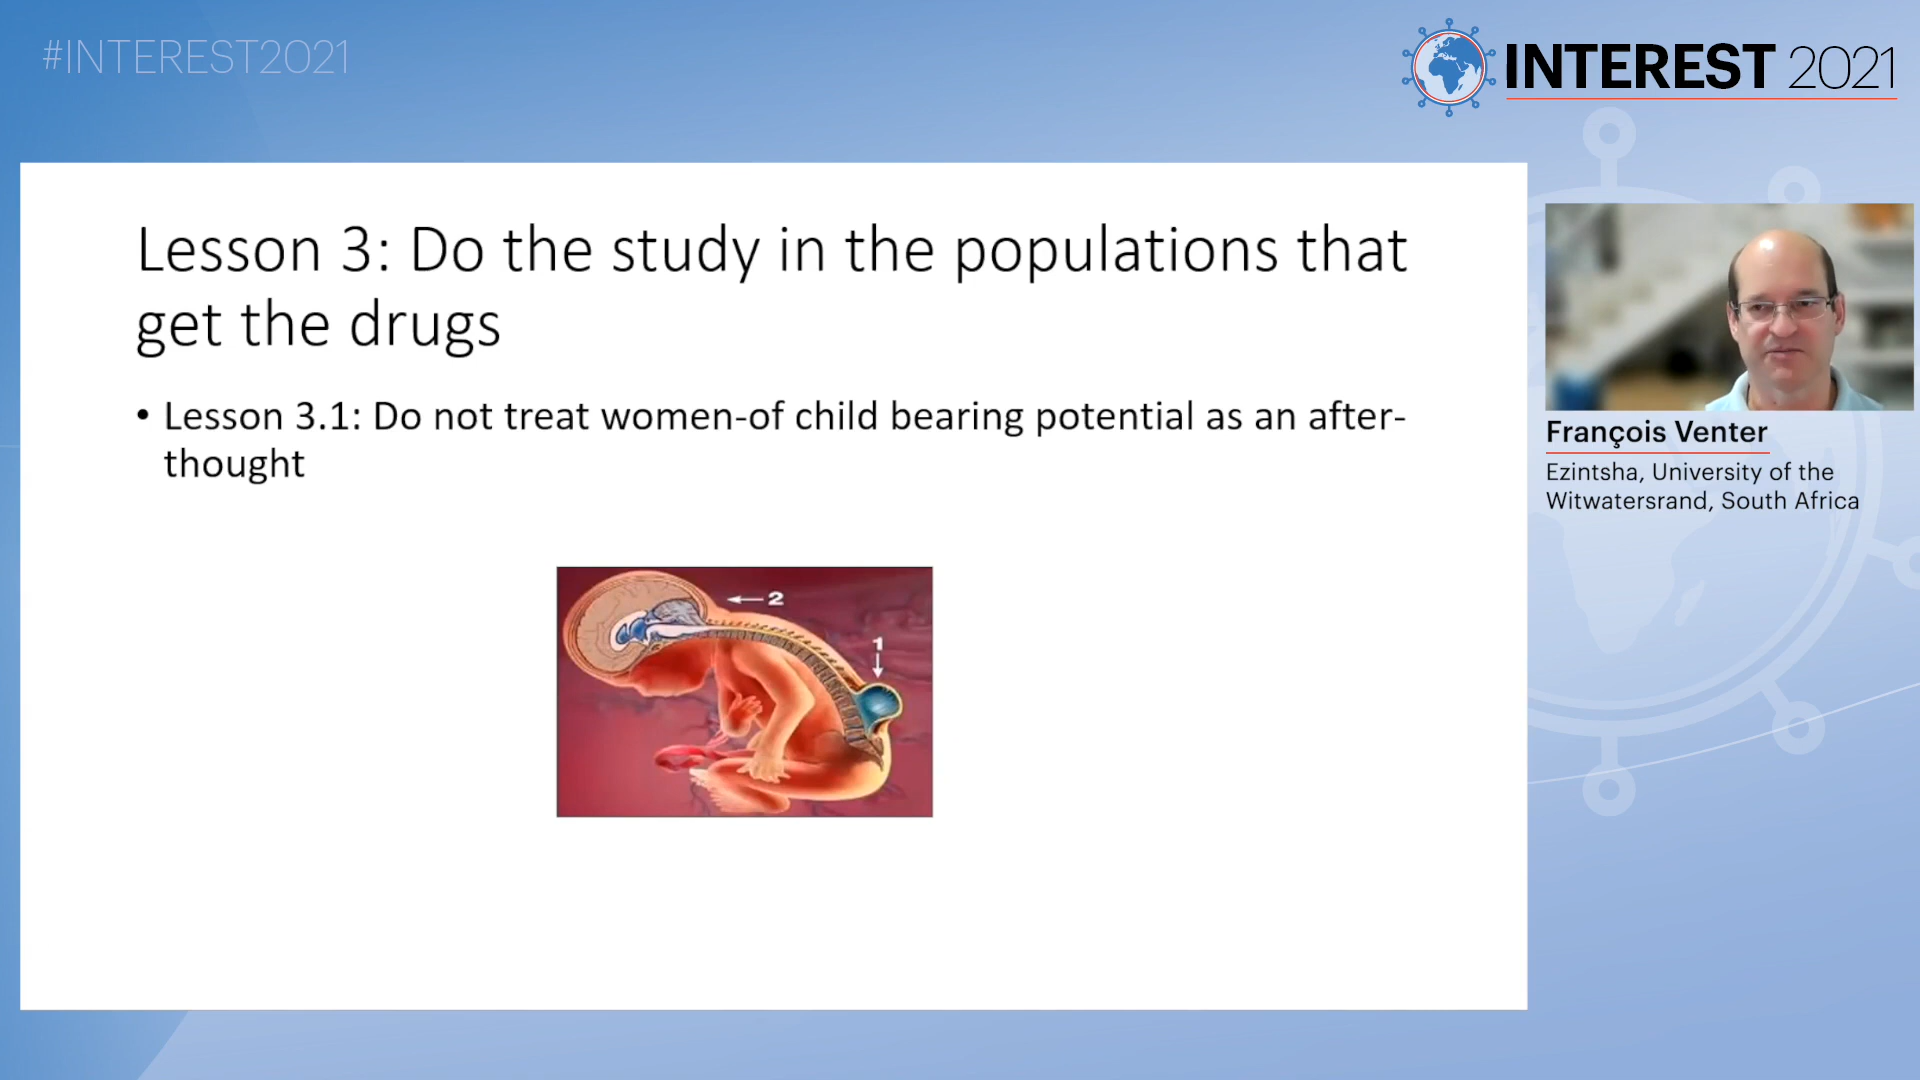 #INTEREST2021
INTEREST 2021
Lesson 3: Do the study in the populations that
get the drugs
• Lesson 3.1: Do not treat women-of child bearing potential as an after-
thought
2
1
François Venter
Ezintsha, University of the
Witwatersrand, South Africa